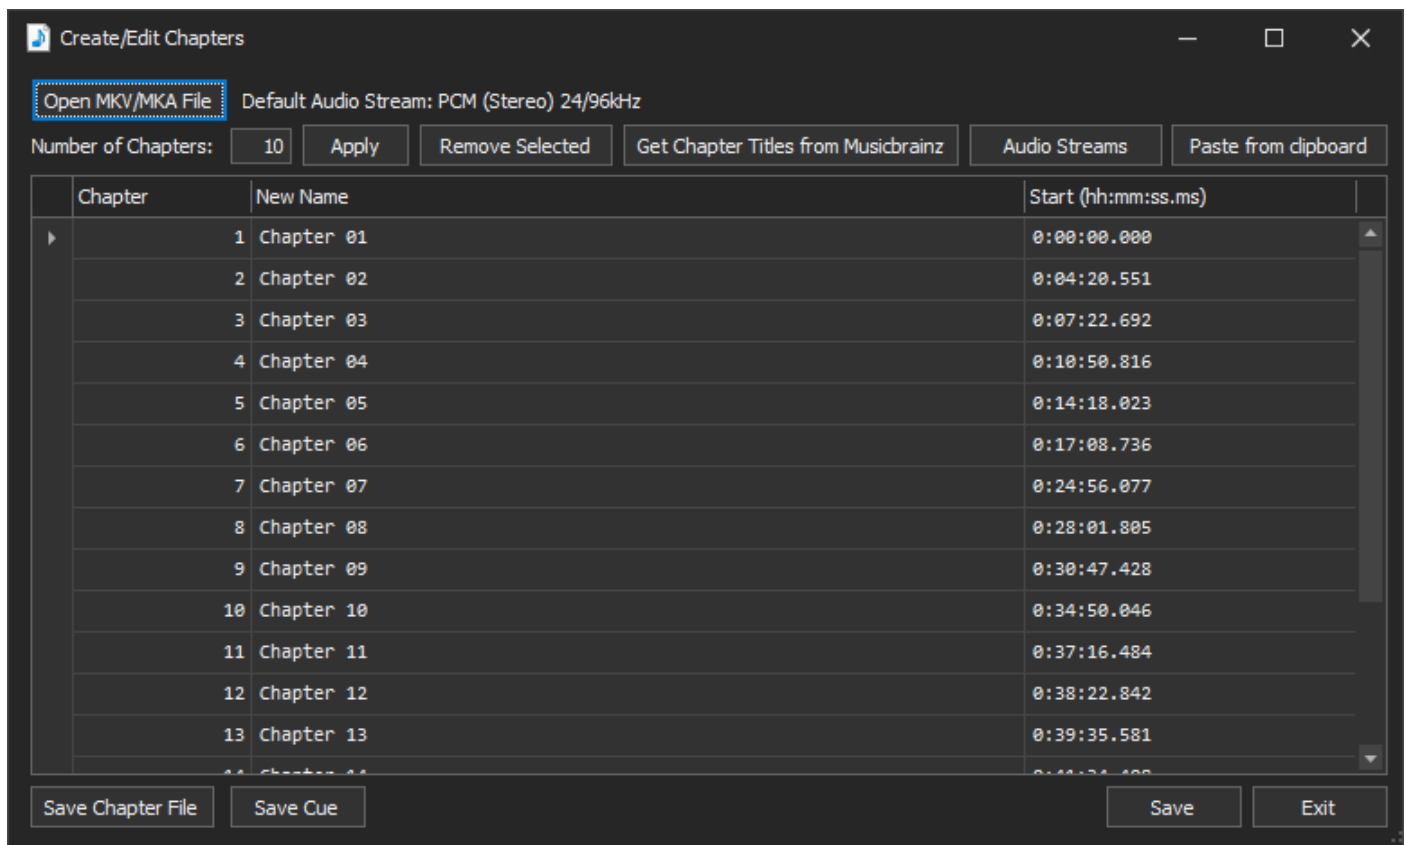 Create/Edit Chapters
Open MKV/MKA File Default Audio Stream: PCM (Stereo) 24/96kHz
Number of Chapters: 10 Apply Remove Selected Get Chapter Titles from Musicbrainz Audio Streams Paste from clipboard
Chapter New Name Start (hh:mm:ss.ms)
1 Chapter 01 0:00:00.000
2 Chapter 02 0:04:20.551
3 Chapter 03 0:07:22.692
4 Chapter 04 0:10:50.816
5 Chapter 05 0:14:18.023
6 Chapter 06 0:17:08.736
7 Chapter 07 0:24:56.077
8 Chapter 08 0:28:01.805
9 Chapter 09 0:30:47.428
10 Chapter 10 0:34:50.046
11 Chapter 11 0:37:16.484
12 Chapter 12 0:38:22.842
13 Chapter 13 0:39:35.581
14 Chapter 14
Save Chapter File Save Cue Save Exit